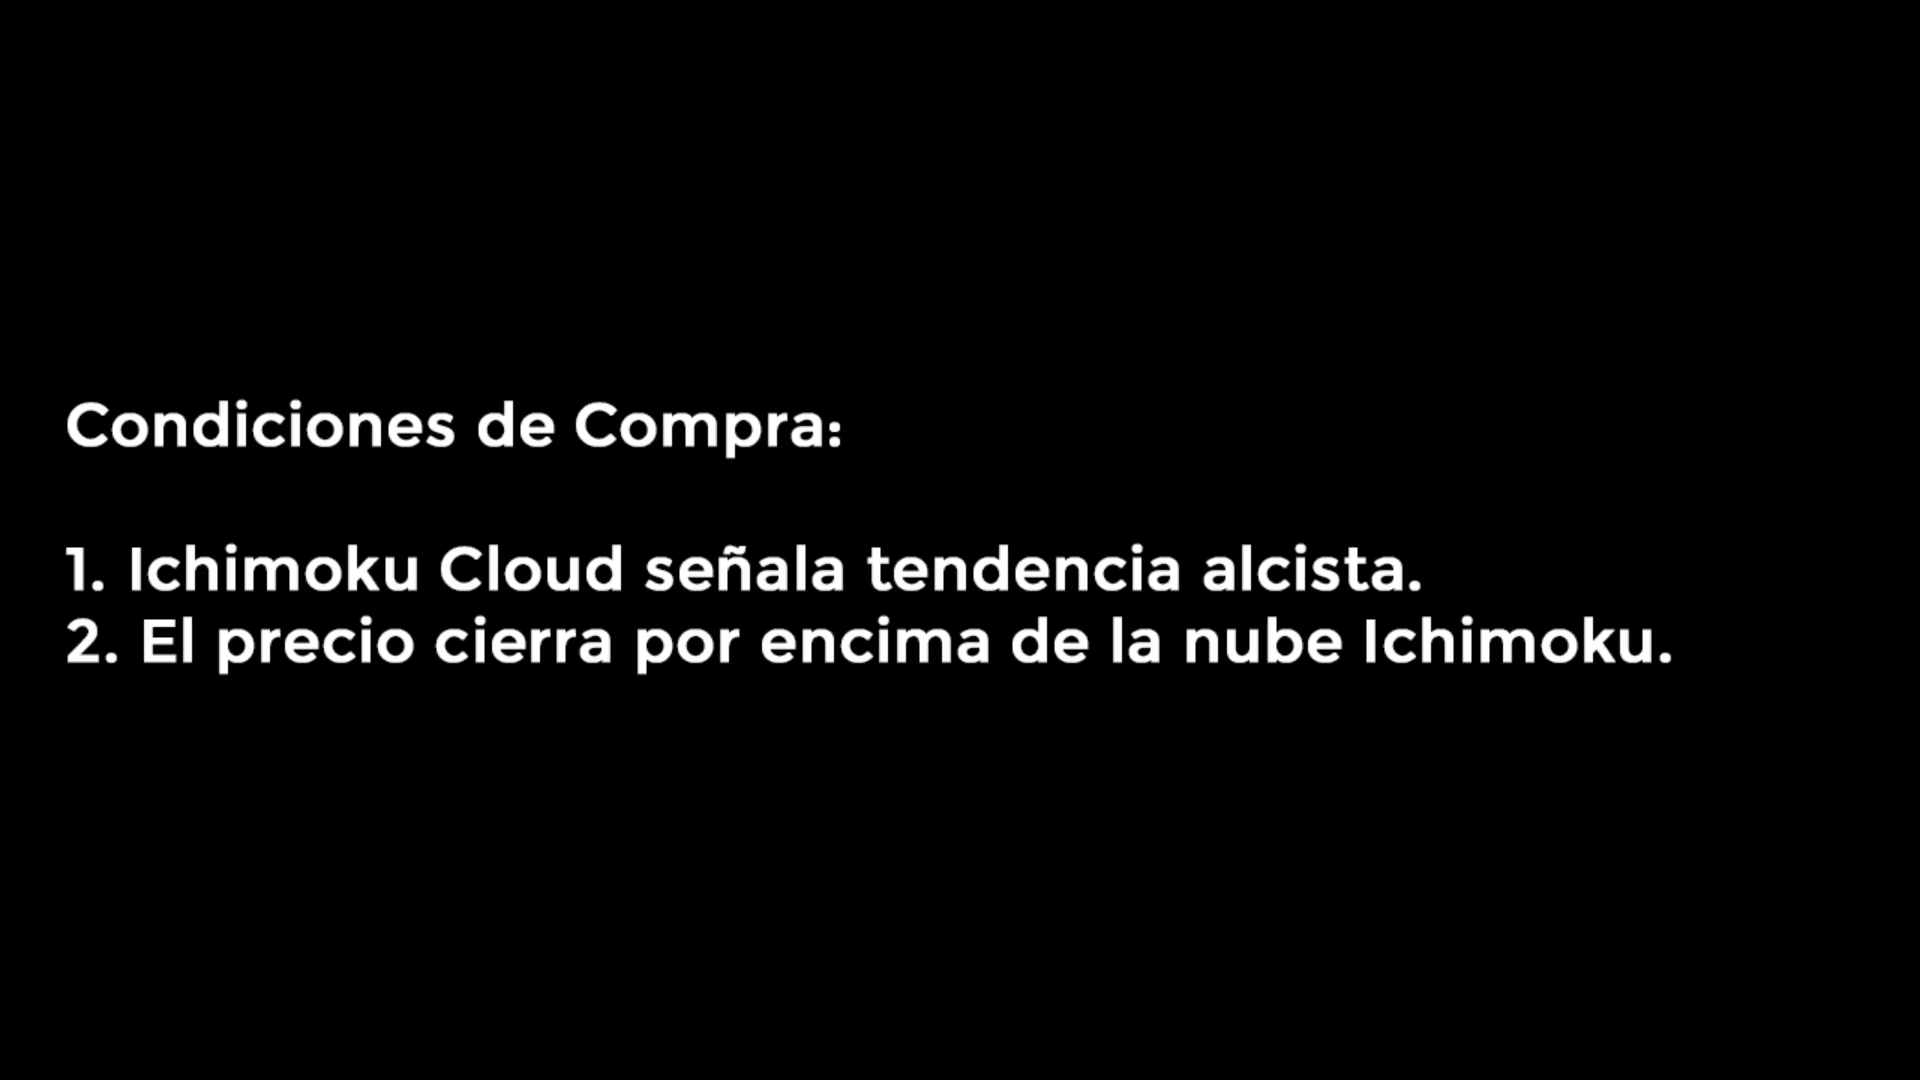 Condiciones de Compra:
1. Ichimoku Cloud señala tendencia alcista.
2. El precio cierra por encima de la nube Ichimoku.